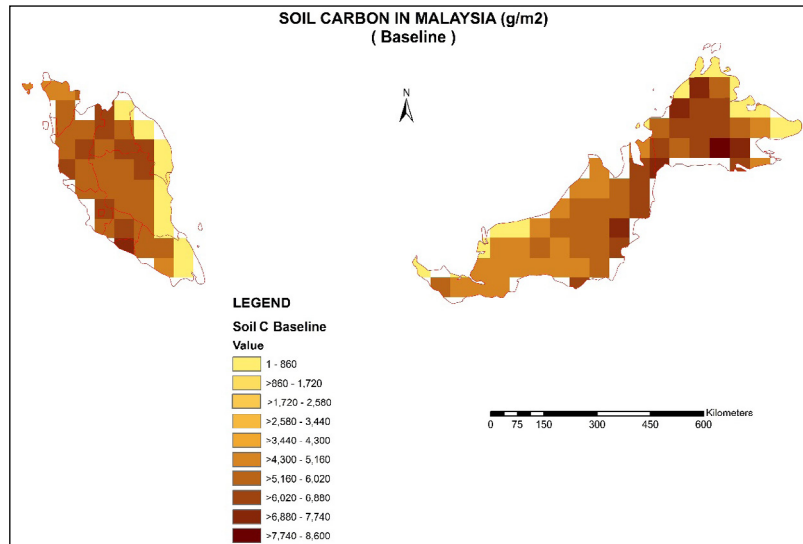 SOIL CARBON IN MALAYSIA (g/m2)
( Baseline )
N
LEGEND
Soil C Baseline
Value
1 - 860
>860 - 1,720
>1,720 - 2,580
>2,580 - 3,440
>3,440 - 4,300
>4,300 - 5,160
>5,160 - 6,020
>6,020 - 6,880
>6,880 - 7,740
>7,740 - 8,600
Kilometers
0 75 150 300 450 600